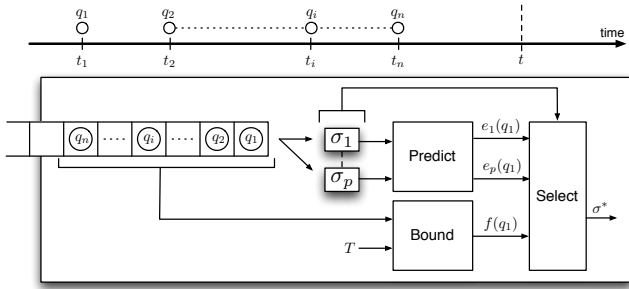 q₁ q₂ qᵢ qₙ
time
t₁ t₂ tᵢ tₙ t
qₙ ···· qᵢ ···· q₂ q₁
σ₁
σₚ
Predict
e₁(q₁)
eₚ(q₁)
Select
σ*
Bound
f(q₁)
T